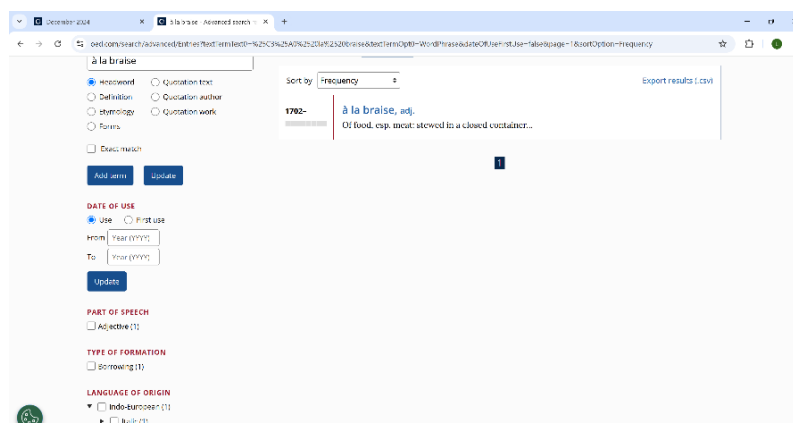 December 2024
à la braise - Advanced search
oed.com/search/advanced/Entries?textTermText0=%25C3%25A0%2520la%2520braise&textTermOpt0=WordPhrase&dateOfUseFirstUse=false&page=1&sortOption=Frequency
à la braise
Headword
Quotation text
Definition
Quotation author
Etymology
Quotation work
Forms
Exact match
Add term
Update
DATE OF USE
Use
First use
From Year (YYYY)
To Year (YYYY)
Update
PART OF SPEECH
Adjective (1)
TYPE OF FORMATION
Borrowing (1)
LANGUAGE OF ORIGIN
Indo-European (1)
Italic (1)
Sort by Frequency
Export results (.csv)
1702–
à la braise, adj.
Of food, esp. meat: stewed in a closed container...
1